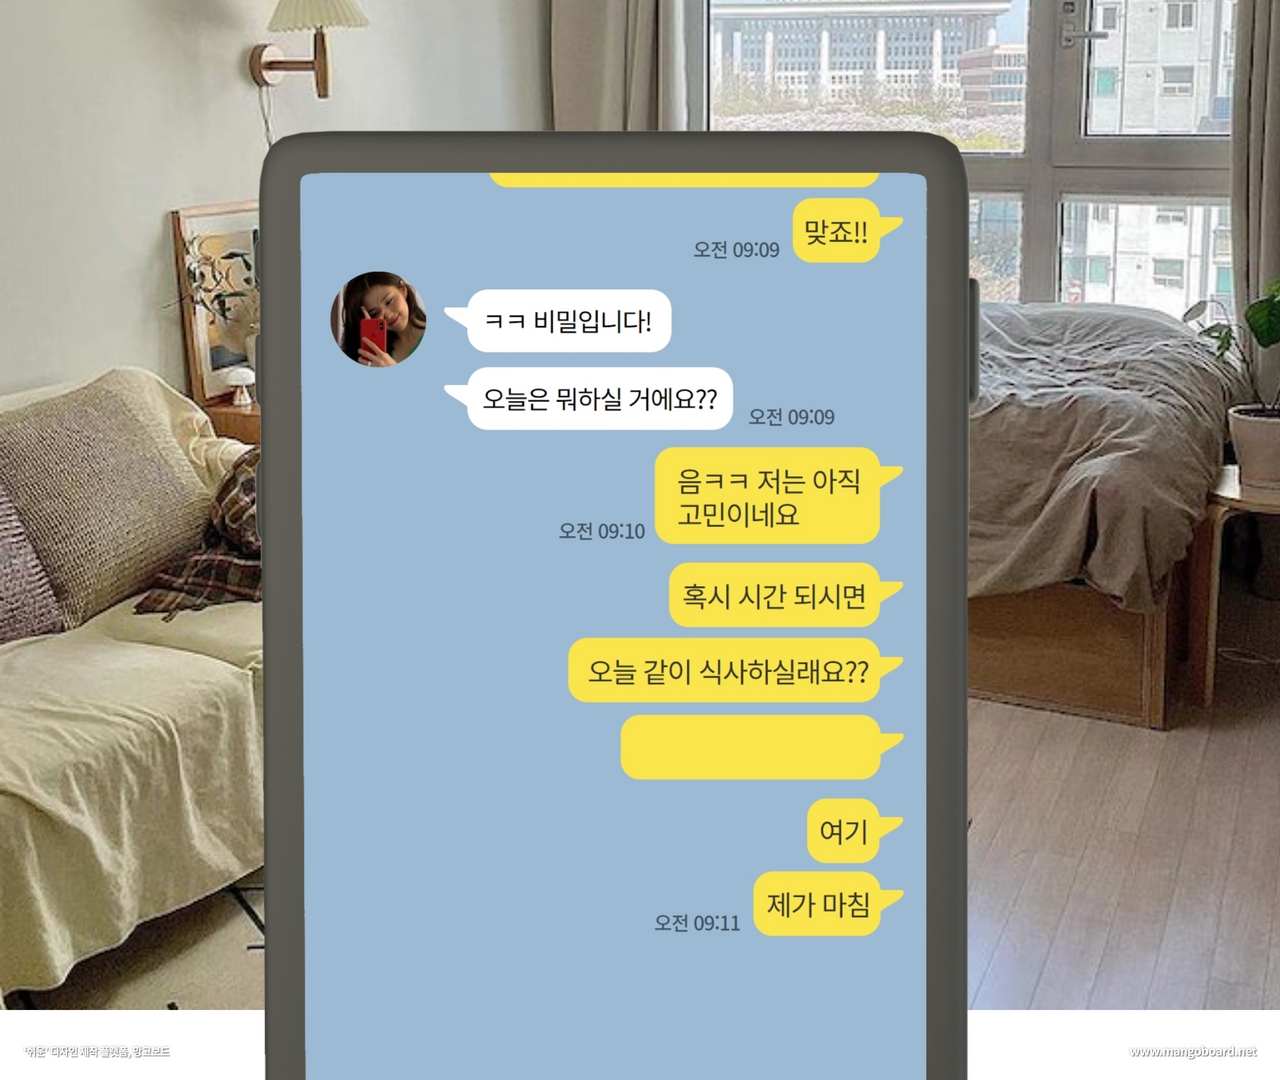 맞죠!!
오전 09:09
ㅋㅋ 비밀입니다!
오늘은 뭐하실 거에요??
오전 09:09
음ㅋㅋ 저는 아직
고민이네요
오전 09:10
혹시 시간 되시면
오늘 같이 식사하실래요??
여기
제가 마침
오전 09:11
'쉬운' 디자인 제작 플랫폼, 망고보드
www.mangoboard.net